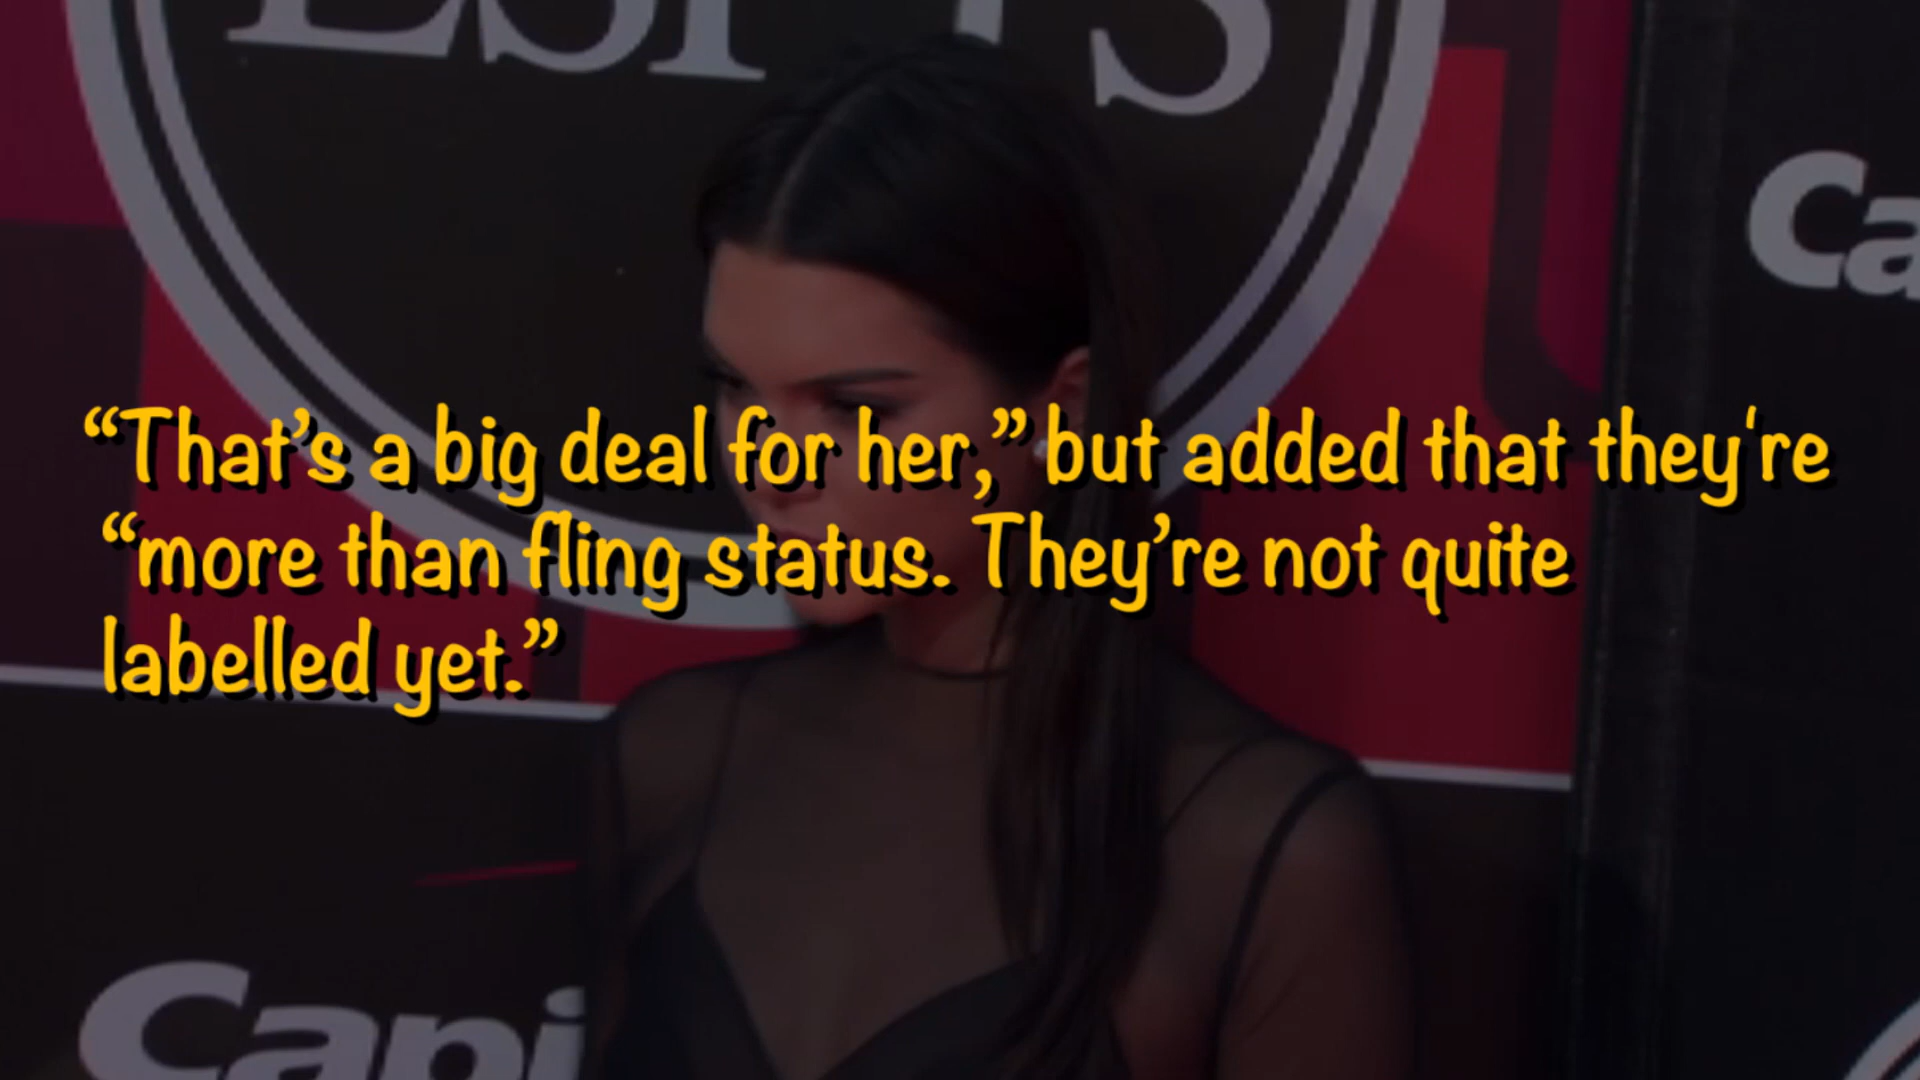 ESPYS
Ca
“That’s a big deal for her,” but added that they're
“more than fling status. They’re not quite
labelled yet.”
Capi